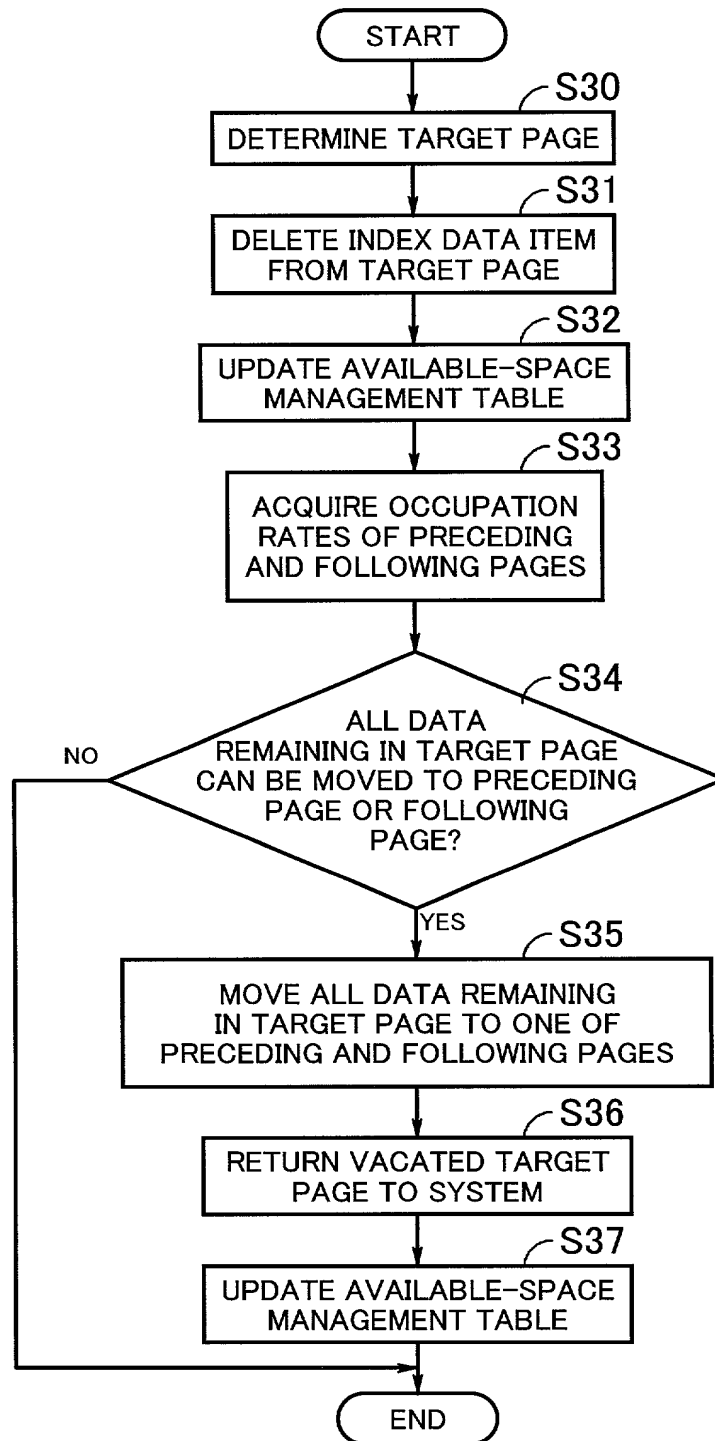 START
S30
DETERMINE TARGET PAGE
S31
DELETE INDEX DATA ITEM
FROM TARGET PAGE
S32
UPDATE AVAILABLE-SPACE
MANAGEMENT TABLE
S33
ACQUIRE OCCUPATION
RATES OF PRECEDING
AND FOLLOWING PAGES
S34
ALL DATA
REMAINING IN TARGET PAGE
CAN BE MOVED TO PRECEDING
PAGE OR FOLLOWING
PAGE?
NO
YES
S35
MOVE ALL DATA REMAINING
IN TARGET PAGE TO ONE OF
PRECEDING AND FOLLOWING PAGES
S36
RETURN VACATED TARGET
PAGE TO SYSTEM
S37
UPDATE AVAILABLE-SPACE
MANAGEMENT TABLE
END